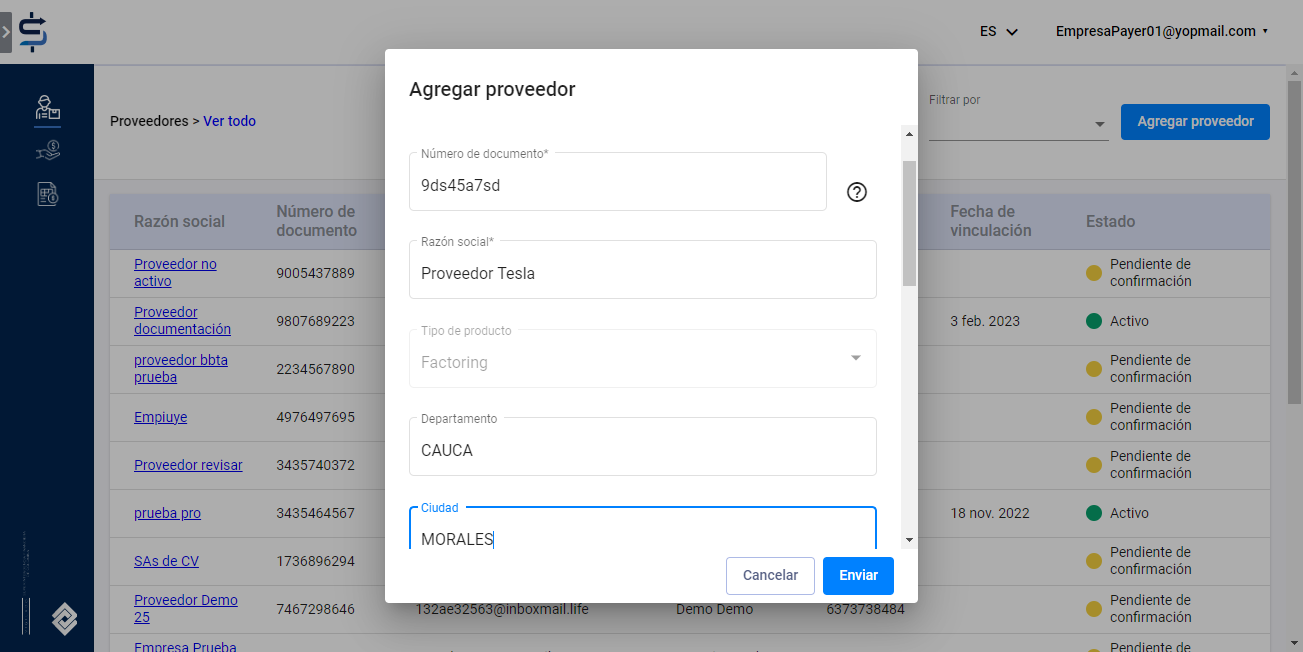 ES
EmpresaPayer01@yopmail.com
Proveedores > Ver todo
Filtrar por
Agregar proveedor
Agregar proveedor
Número de documento*
9ds45a7sd
Razón social*
Proveedor Tesla
Tipo de producto
Factoring
Departamento
CAUCA
Ciudad
MORALES
Cancelar
Enviar
Razón social
Número de
documento
Fecha de
vinculación
Estado
Proveedor no
activo
9005437889
Pendiente de
confirmación
Proveedor
documentación
9807689223
3 feb. 2023
Activo
proveedor bbta
prueba
2234567890
Pendiente de
confirmación
Empiuye
4976497695
Pendiente de
confirmación
Proveedor revisar
3435740372
Pendiente de
confirmación
prueba pro
3435464567
18 nov. 2022
Activo
SAs de CV
1736896294
Pendiente de
confirmación
Proveedor Demo
25
7467298646
132ae32563@inboxmail.life
Demo Demo
6373738484
Pendiente de
confirmación
Empresa Prueba
Pendiente de